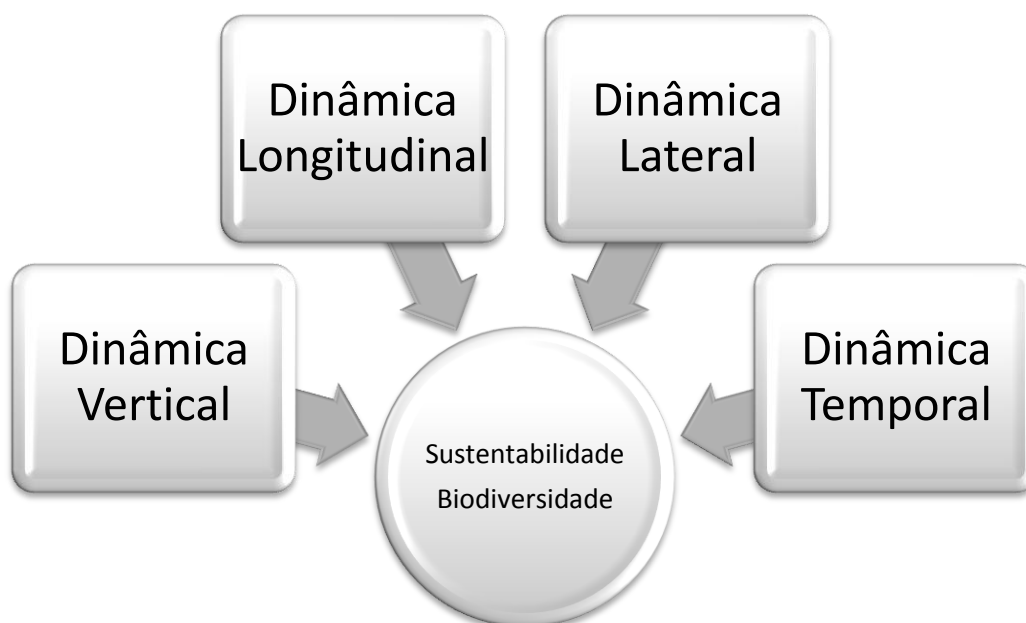 Dinâmica
Longitudinal
Dinâmica
Lateral
Dinâmica
Vertical
Dinâmica
Temporal
Sustentabilidade
Biodiversidade